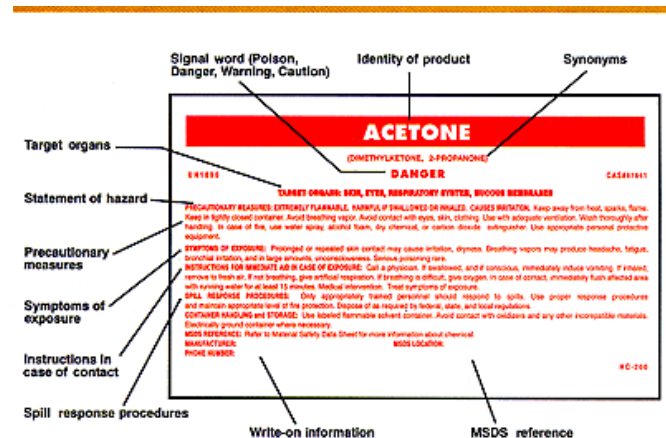 Signal word (Poison, Danger, Warning, Caution)
Identity of product
Synonyms
ACETONE
(DIMETHYLKETONE, 2-PROPANONE)
Target organs
UN1090
DANGER
CAS#67641
TARGET ORGANS: SKIN, EYES, RESPIRATORY SYSTEM, MUCOUS MEMBRANES
Statement of hazard
PRECAUTIONARY MEASURES: EXTREMELY FLAMMABLE, HARMFUL IF SWALLOWED OR INHALED. CAUSES IRRITATION. Keep away from heat, sparks, flame.
Keep in tightly closed container. Avoid breathing vapor. Avoid contact with eyes, skin, clothing. Use with adequate ventilation. Wash thoroughly after
handling. In case of fire, use water spray, alcohol foam, dry chemical, or carbon dioxide extinguisher. Use appropriate personal protective
equipment.
Precautionary measures
SYMPTOMS OF EXPOSURE: Prolonged or repeated skin contact may cause irritation, dryness. Breathing vapors may produce headache, fatigue,
bronchial irritation, and in large amounts, unconsciousness. Serious poisoning rare.
Symptoms of exposure
INSTRUCTIONS FOR IMMEDIATE AID IN CASE OF EXPOSURE: Call a physician. If swallowed, and if conscious, immediately induce vomiting. If inhaled,
remove to fresh air. If not breathing, give artificial respiration. If breathing is difficult, give oxygen. In case of contact, immediately flush affected area
with running water for at least 15 minutes. Medical intervention: Treat symptoms of exposure.
Instructions in case of contact
SPILL RESPONSE PROCEDURES: Only appropriately trained personnel should respond to spills. Use proper response procedures
and maintain appropriate level of fire protection. Dispose of as required by federal, state, and local regulations.
Spill response procedures
CONTAINER HANDLING and STORAGE: Use labeled flammable solvent container. Avoid contact with oxidizers and any other incompatible materials.
Electrically ground container where necessary.
MSDS REFERENCE: Refer to Material Safety Data Sheet for more information about chemical.
MANUFACTURER:
MSDS LOCATION:
PHONE NUMBER:
HC-200
Write-on information
MSDS reference